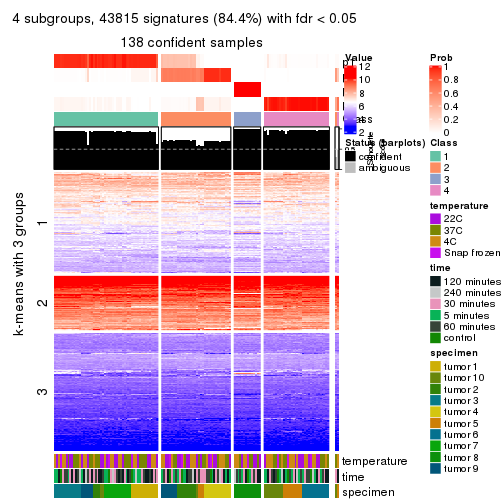 4 subgroups, 43815 signatures (84.4%) with fdr < 0.05
138 confident samples
k-means with 3 groups
1
2
3
Value
12
10
8
6
4
2
Status (barplots)
confident
ambiguous
Prob
1
0.8
0.6
0.4
0.2
0
Class
1
2
3
4
temperature
22C
37C
4C
Snap frozen
time
120 minutes
240 minutes
30 minutes
5 minutes
60 minutes
control
specimen
tumor 1
tumor 10
tumor 2
tumor 3
tumor 4
tumor 5
tumor 6
tumor 7
tumor 8
tumor 9
temperature
time
specimen